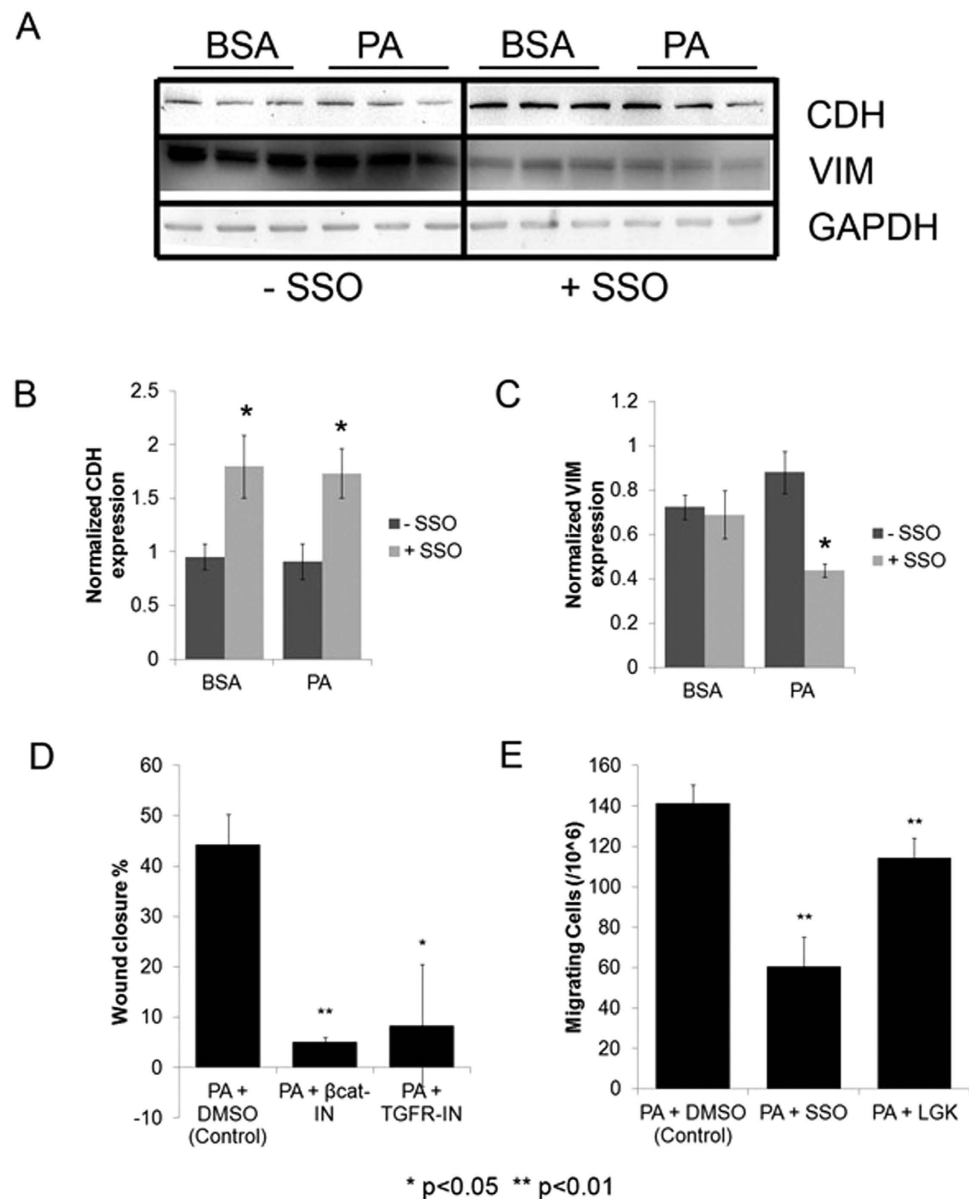 A
BSA PA BSA PA
CDH
VIM
GAPDH
- SSO + SSO
B
Normalized CDH
expression
2.5
2
1.5
1
0.5
0
BSA PA
- SSO
+ SSO
*
*
C
Normalized VIM
expression
1.2
1
0.8
0.6
0.4
0.2
0
BSA PA
- SSO
+ SSO
*
D
Wound closure %
60
50
40
30
20
10
0
-10
**
*
PA +
DMSO
(Control)
PA + βcat-
IN
PA +
TGFR-IN
E
Migrating Cells (/10^6)
160
140
120
100
80
60
40
20
0
**
**
PA + DMSO
(Control)
PA + SSO
PA + LGK
* p<0.05 ** p<0.01